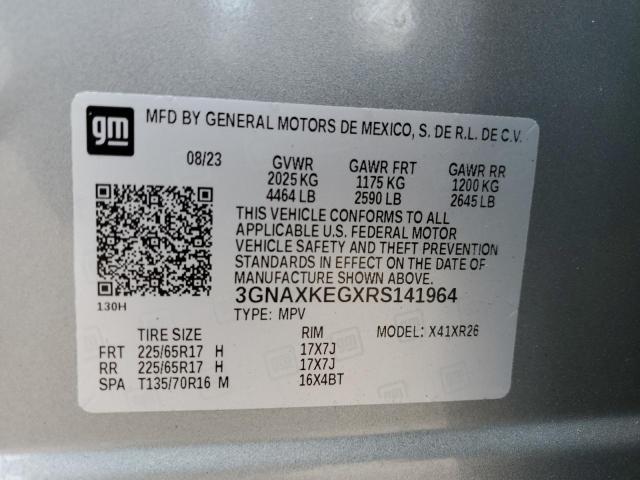 gm
MFD BY GENERAL MOTORS DE MEXICO, S. DE R.L. DE C.V.
08/23 GVWR GAWR FRT GAWR RR
2025 KG 1175 KG 1200 KG
4464 LB 2590 LB 2645 LB
THIS VEHICLE CONFORMS TO ALL
APPLICABLE U.S. FEDERAL MOTOR
VEHICLE SAFETY AND THEFT PREVENTION
STANDARDS IN EFFECT ON THE DATE OF
MANUFACTURE SHOWN ABOVE.
130H 3GNAXKEGXRS141964
TYPE: MPV MODEL: X41XR26
TIRE SIZE RIM
FRT 225/65R17 H 17X7J
RR 225/65R17 H 17X7J
SPA T135/70R16 M 16X4BT